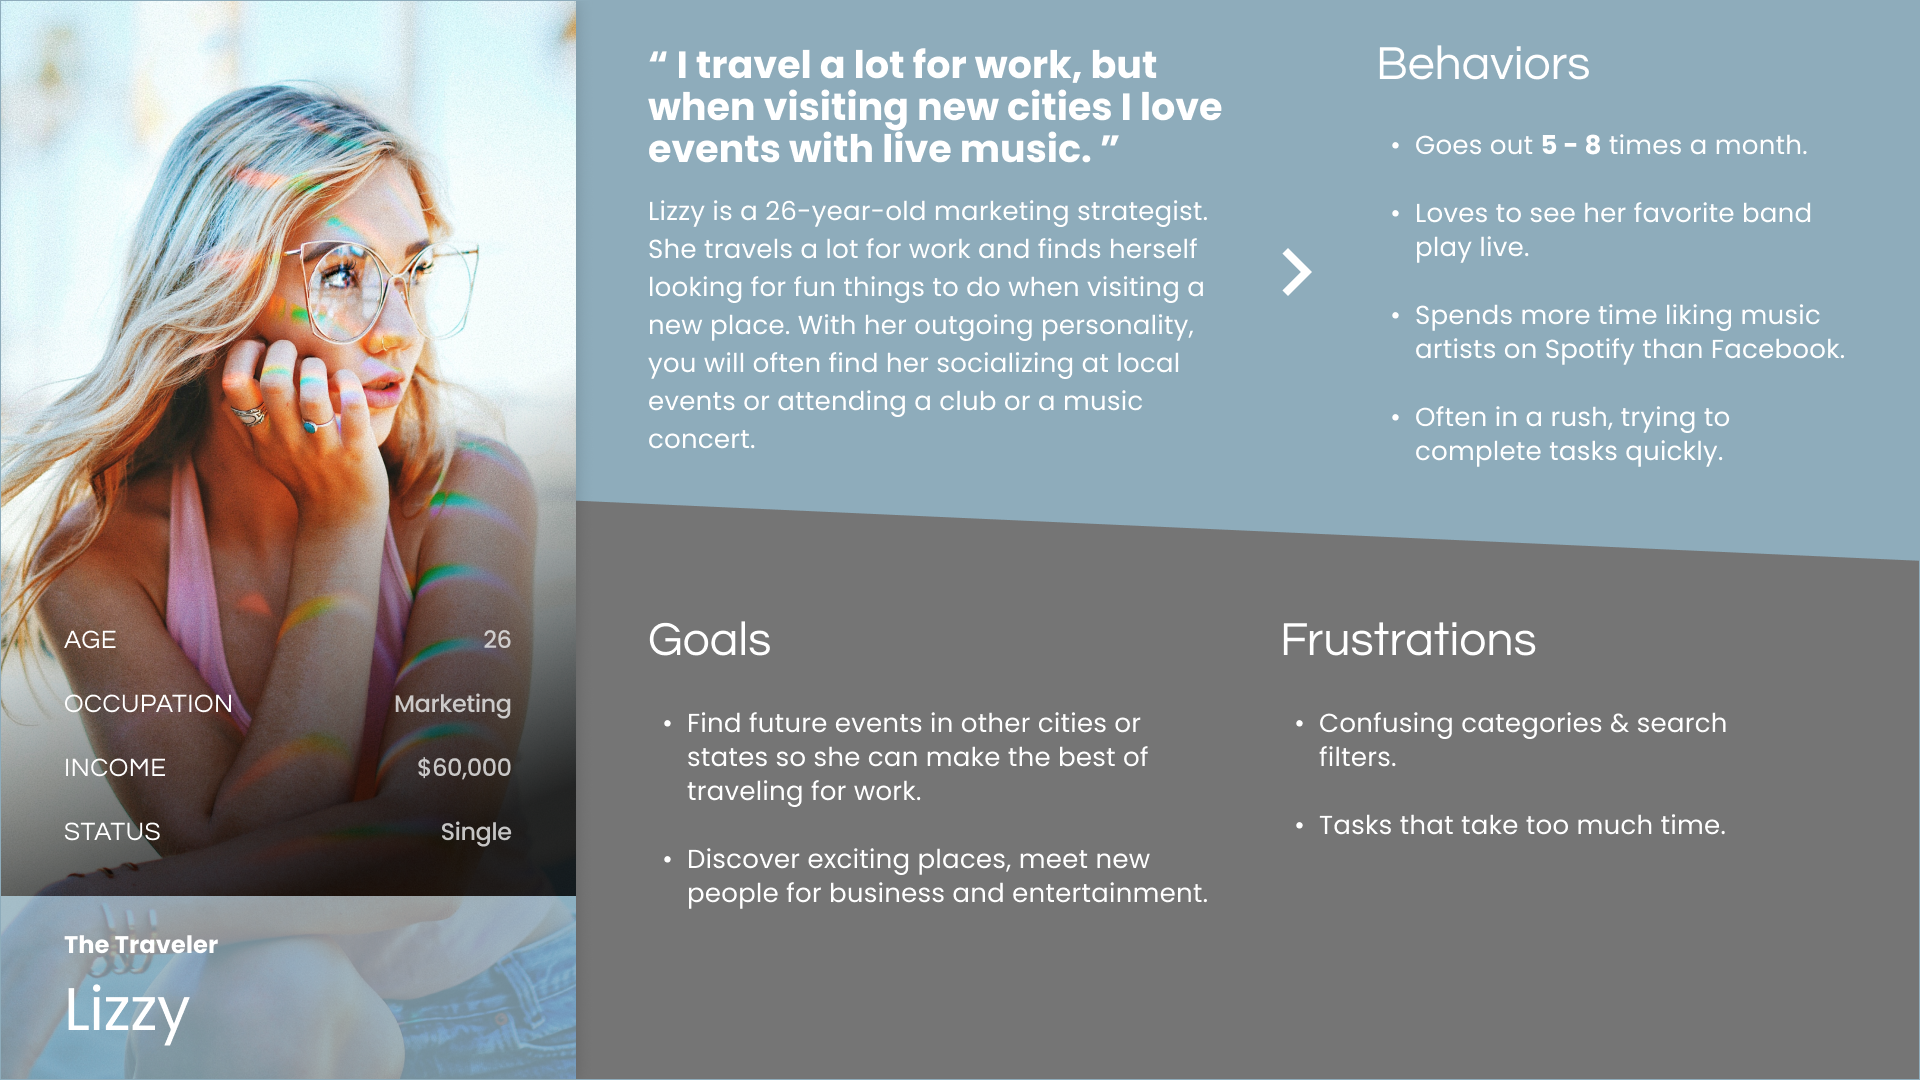 “ I travel a lot for work, but
when visiting new cities I love
events with live music. ”
Lizzy is a 26-year-old marketing strategist.
She travels a lot for work and finds herself
looking for fun things to do when visiting a
new place. With her outgoing personality,
you will often find her socializing at local
events or attending a club or a music
concert.
Behaviors
• Goes out 5 - 8 times a month.
• Loves to see her favorite band
play live.
• Spends more time liking music
artists on Spotify than Facebook.
• Often in a rush, trying to
complete tasks quickly.
AGE 26
OCCUPATION Marketing
INCOME $60,000
STATUS Single
The Traveler
Lizzy
Goals
• Find future events in other cities or
states so she can make the best of
traveling for work.
• Discover exciting places, meet new
people for business and entertainment.
Frustrations
• Confusing categories & search
filters.
• Tasks that take too much time.